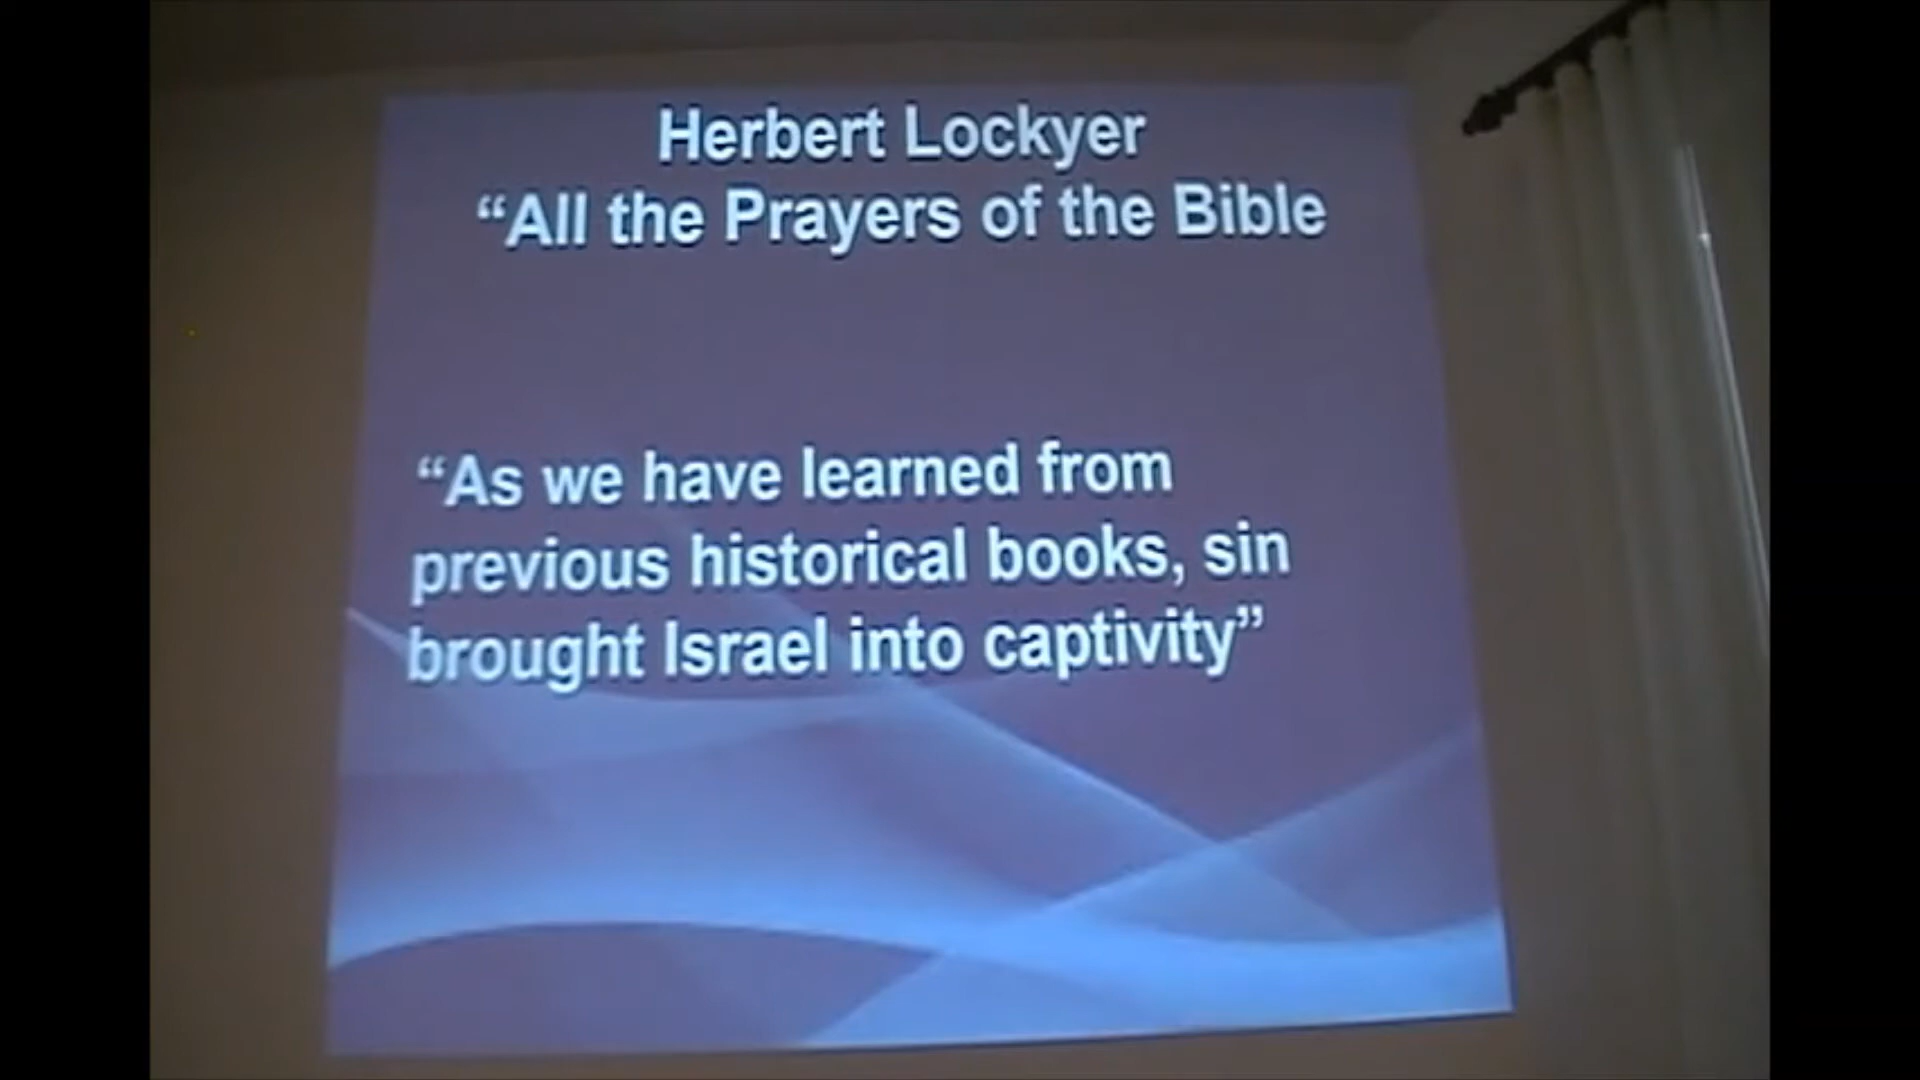 Herbert Lockyer
“All the Prayers of the Bible
“As we have learned from
previous historical books, sin
brought Israel into captivity”